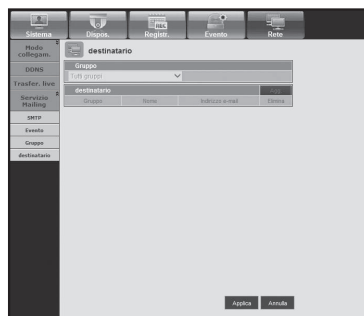 REC
Sistema Dispos. Registr. Evento Rete
Modo collegam.
DDNS
Trasfer. live
Servizio Mailing
SMTP
Evento
Gruppo
destinatario
destinatario
Gruppo
Tutti gruppi
destinatario Agg.
Gruppo Nome Indirizzo e-mail Elimina
Applica Annulla